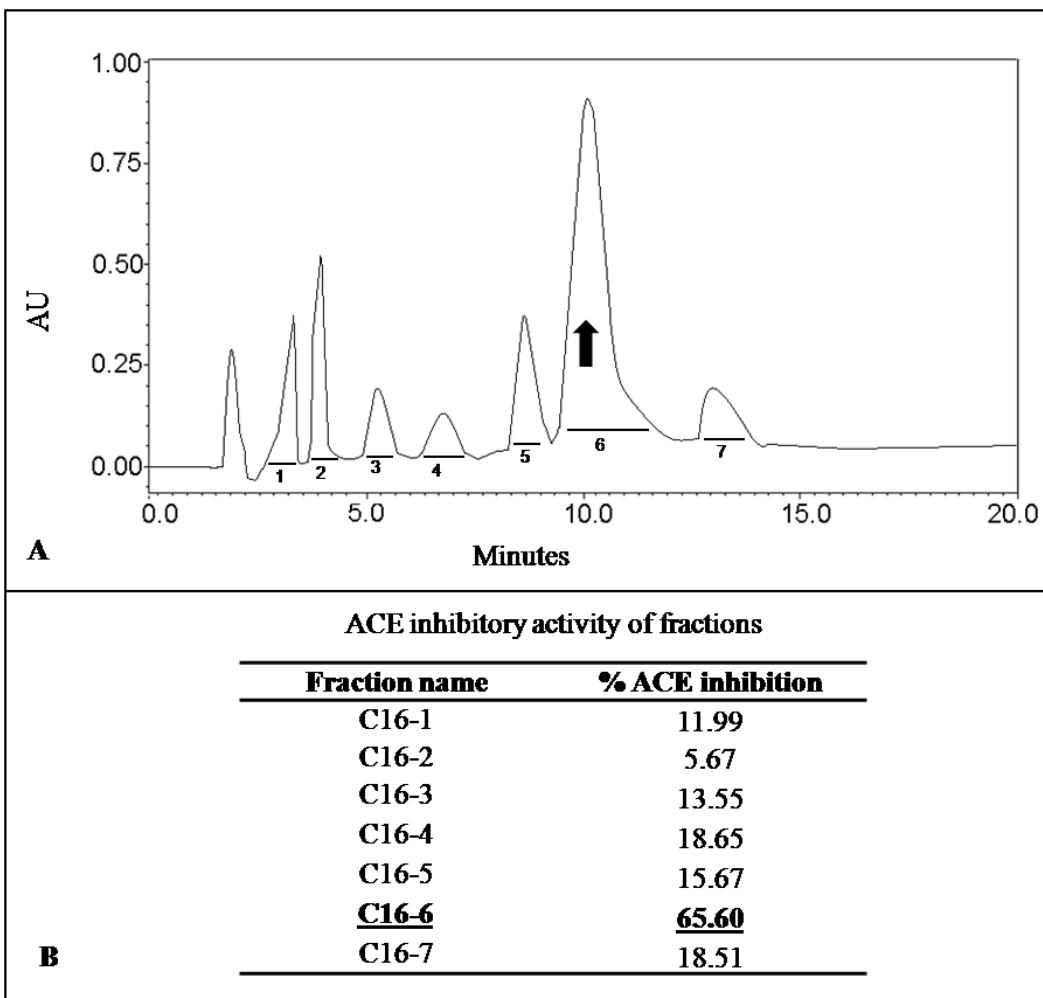 1.00
0.75
0.50
0.25
0.00
AU
1
2
3
4
5
6
7
0.0 5.0 10.0 15.0 20.0
Minutes
A
ACE inhibitory activity of fractions
Fraction name % ACE inhibition
C16-1 11.99
C16-2 5.67
C16-3 13.55
C16-4 18.65
C16-5 15.67
C16-6 65.60
C16-7 18.51
B